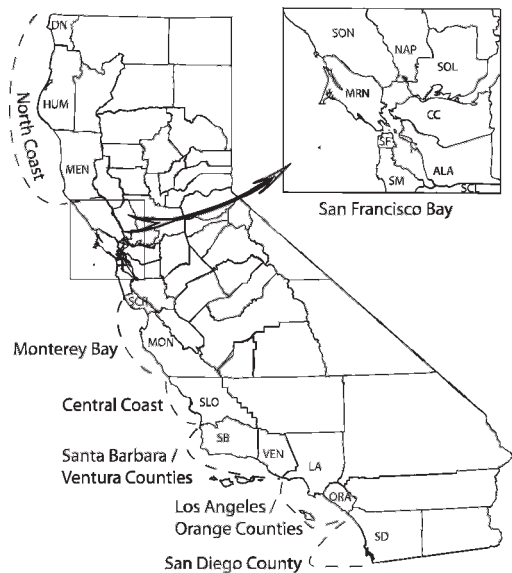 DN
HUM
North Coast
MEN
SON
NAP
SOL
MRN
CC
SF
ALA
SM
SCL
San Francisco Bay
SCR
Monterey Bay
MON
Central Coast
SLO
SB
VEN
LA
Santa Barbara /
Ventura Counties
ORA
Los Angeles /
Orange Counties
SD
San Diego County